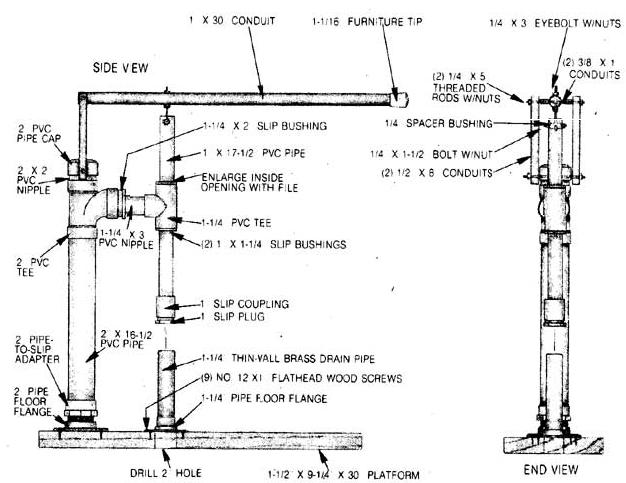 1 X 30 CONDUIT
1-1/16 FURNITURE TIP
1/4 X 3 EYEBOLT W/NUTS
SIDE VIEW
(2) 1/4 X 5
THREADED
RODS W/NUTS
(2) 3/8 X 1
CONDUITS
2 PVC
PIPE CAP
1-1/4 X 2 SLIP BUSHING
1/4 SPACER BUSHING
1 X 17-1/2 PVC PIPE
1/4 X 1-1/2 BOLT W/NUT
2 X 2
PVC
NIPPLE
ENLARGE INSIDE
OPENING WITH FILE
(2) 1/2 X 8 CONDUITS
1-1/4 PVC TEE
1-1/4 X 3
PVC NIPPLE
(2) 1 X 1-1/4 SLIP BUSHINGS
2 PVC
TEE
1 SLIP COUPLING
1 SLIP PLUG
2 X 16-1/2
PVC PIPE
2 PIPE-
TO-SLIP
ADAPTER
1-1/4 THIN-WALL BRASS DRAIN PIPE
(9) NO. 12 X 1 FLATHEAD WOOD SCREWS
2 PIPE
FLOOR
FLANGE
1-1/4 PIPE FLOOR FLANGE
DRILL 2 HOLE
1-1/2 X 9-1/4 X 30 PLATFORM
END VIEW